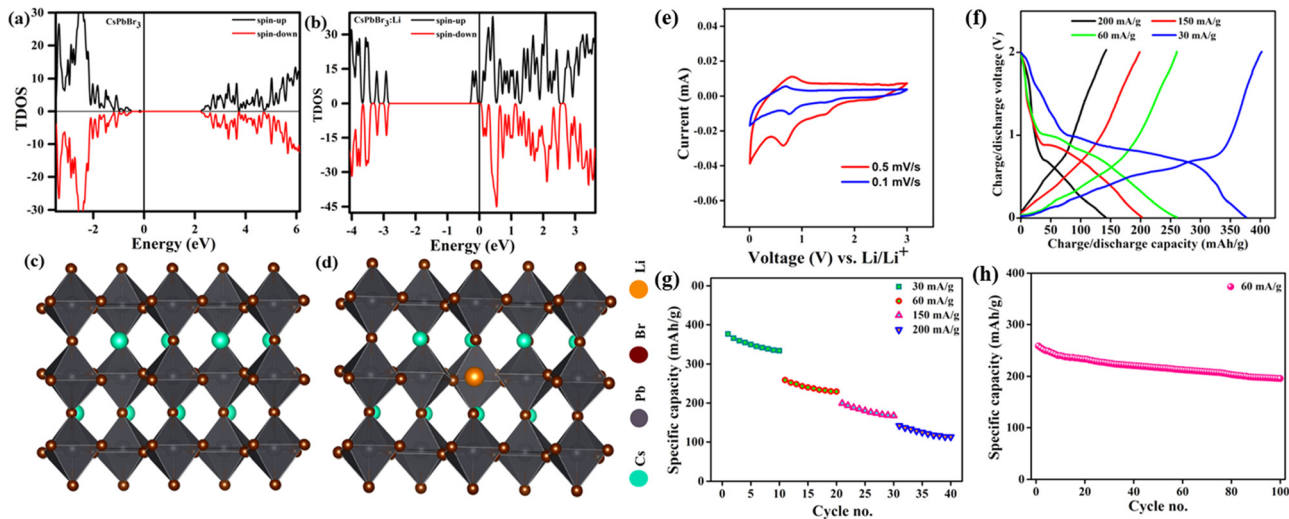 (a)
CsPbBr3
spin-up
spin-down
30
20
10
0
10
20
30
TDOS
-2
0
2
4
6
Energy (eV)
(b)
CsPbBr3:Li
spin-up
spin-down
45
30
15
0
-15
-30
-45
TDOS
-4
-3
-2
-1
0
1
2
3
Energy (eV)
(c)
(d)
Li
Br
Pb
Cs
(e)
0.04
0.02
0.00
-0.02
-0.04
-0.06
Current (mA)
0.5 mV/s
0.1 mV/s
0
1
2
3
Voltage (V) vs. Li/Li+
(f)
200 mA/g
150 mA/g
60 mA/g
30 mA/g
2
1
0
Charge/discharge voltage (V)
0 50 100 150 200 250 300 350 400
Charge/discharge capacity (mAh/g)
(g)
30 mA/g
60 mA/g
150 mA/g
200 mA/g
00
400
300
200
100
0
Specific capacity (mAh/g)
0 10 20 30 40
Cycle no.
(h)
60 mA/g
400
300
200
100
0
Specific capacity (mAh/g)
0 20 40 60 80 100
Cycle no.